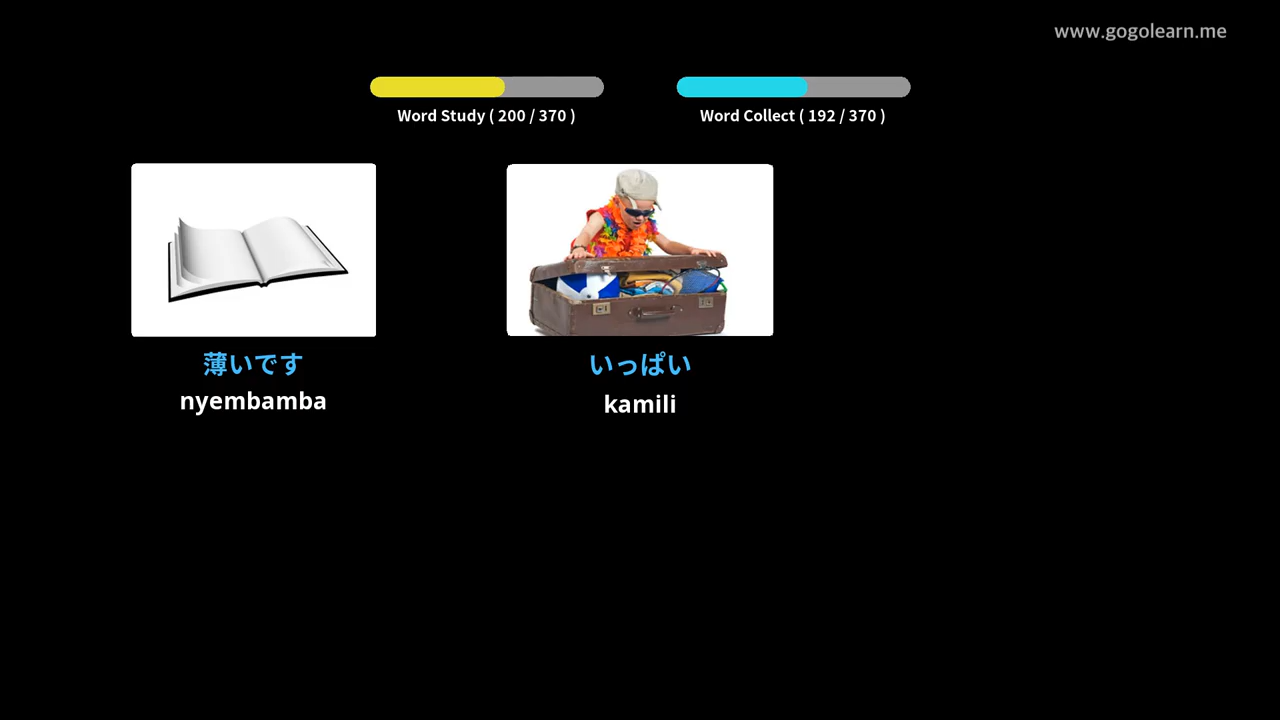 www.gogolearn.me
Word Study ( 200 / 370 )
Word Collect ( 192 / 370 )
薄いです
nyembamba
いっぱい
kamili